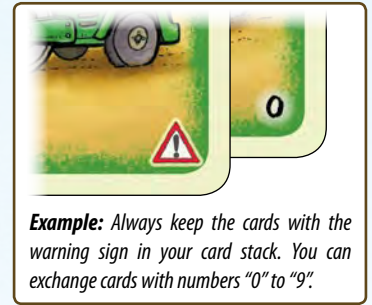 0
Example: Always keep the cards with the
warning sign in your card stack. You can
exchange cards with numbers “0” to “9”.